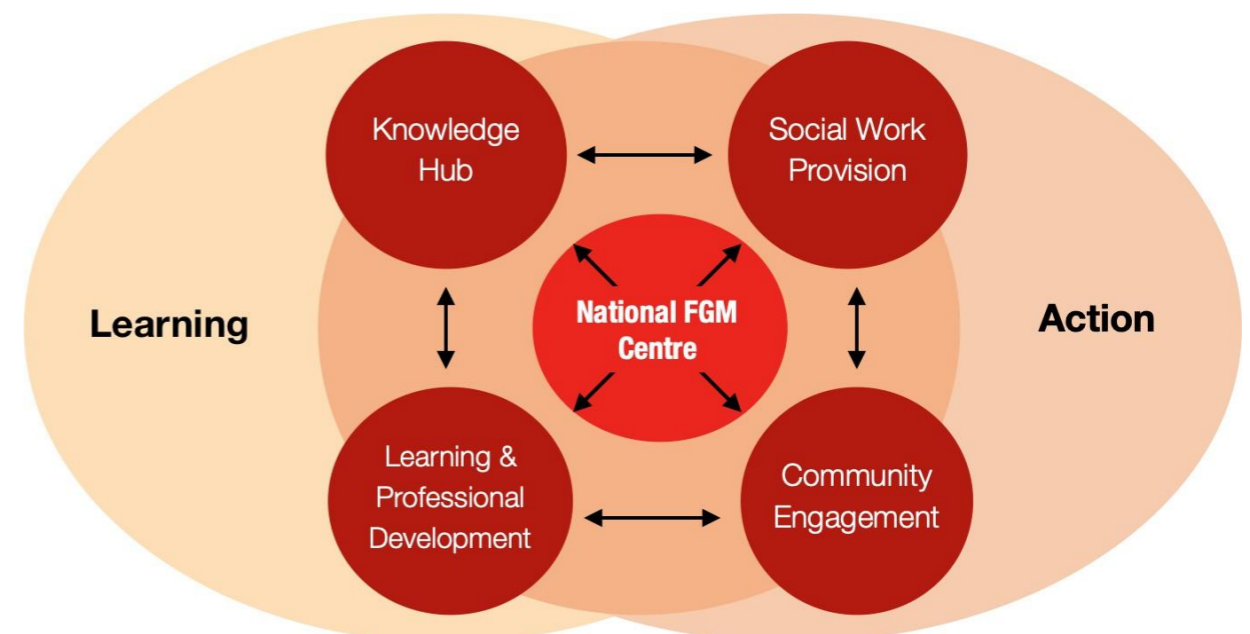 Knowledge
Hub
Social Work
Provision
Learning
National FGM
Centre
Action
Learning &
Professional
Development
Community
Engagement